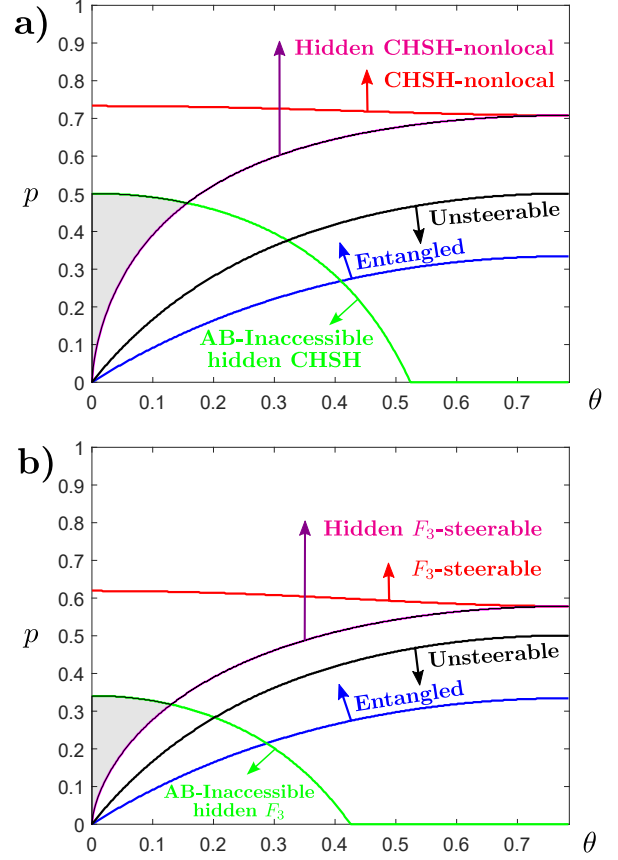 a)
1
0.9
0.8
0.7
0.6
0.5
0.4
0.3
0.2
0.1
0
p
Hidden CHSH-nonlocal
CHSH-nonlocal
Unsteerable
Entangled
AB-Inaccessible
hidden CHSH
0 0.1 0.2 0.3 0.4 0.5 0.6 0.7
θ
b)
1
0.9
0.8
0.7
0.6
0.5
0.4
0.3
0.2
0.1
0
p
Hidden F₃-steerable
F₃-steerable
Unsteerable
Entangled
AB-Inaccessible
hidden F₃
0 0.1 0.2 0.3 0.4 0.5 0.6 0.7
θ